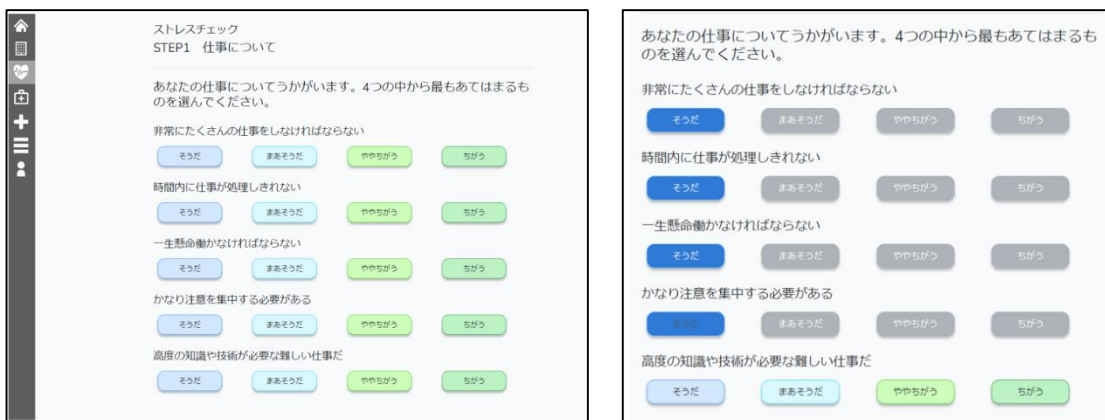 ストレスチェック
STEP1 仕事について
あなたの仕事についてうかがいます。4つの中から最もあてはまるも
のを選んでください。
非常にたくさんの仕事をしなければならない
そうだ まあそうだ ややちがう ちがう
時間内に仕事が処理しきれない
そうだ まあそうだ ややちがう ちがう
一生懸命働かなければならない
そうだ まあそうだ ややちがう ちがう
かなり注意を集中する必要がある
そうだ まあそうだ ややちがう ちがう
高度の知識や技術が必要な難しい仕事だ
そうだ まあそうだ ややちがう ちがう
あなたの仕事についてうかがいます。4つの中から最もあてはまるも
のを選んでください。
非常にたくさんの仕事をしなければならない
そうだ まあそうだ ややちがう ちがう
時間内に仕事が処理しきれない
そうだ まあそうだ ややちがう ちがう
一生懸命働かなければならない
そうだ まあそうだ ややちがう ちがう
かなり注意を集中する必要がある
そうだ まあそうだ ややちがう ちがう
高度の知識や技術が必要な難しい仕事だ
そうだ まあそうだ ややちがう ちがう